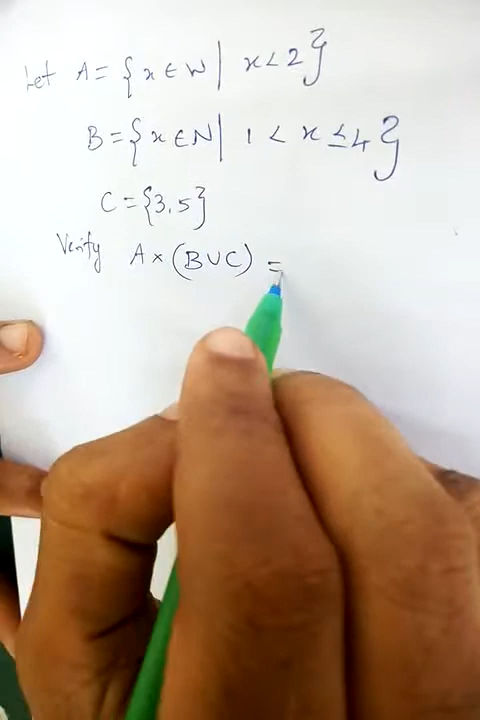 Let A = {x ∈ W | x < 2}
B = {x ∈ N | 1 < x ≤ 4}
C = {3, 5}
Verify A × (B ∪ C) =